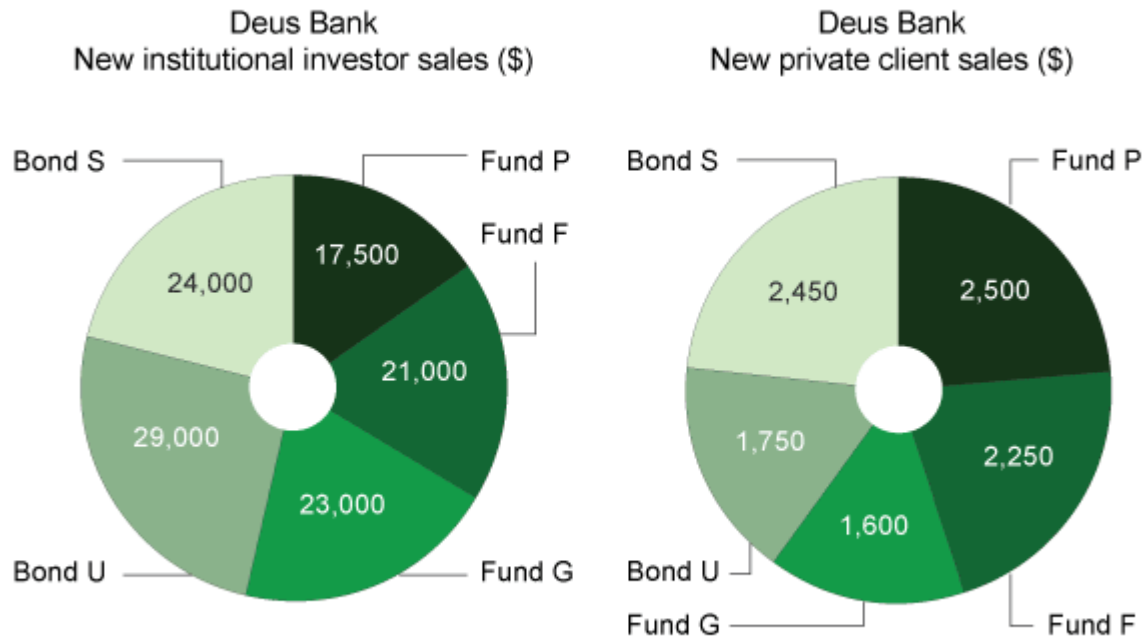 Deus Bank
New institutional investor sales ($)
Bond S
Fund P
Fund F
17,500
24,000
21,000
29,000
23,000
Bond U
Fund G
Deus Bank
New private client sales ($)
Bond S
Fund P
2,450
2,500
1,750
2,250
1,600
Bond U
Fund G
Fund F